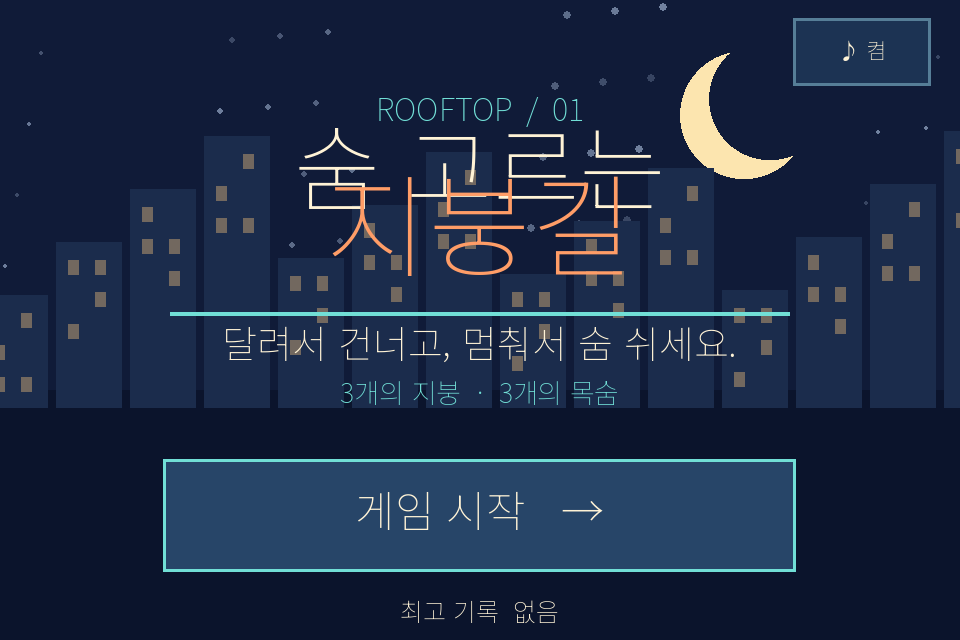 ♪ 켬
ROOFTOP / 01
숨 고르는
지붕길
달려서 건너고, 멈춰서 숨 쉬세요.
3개의 지붕 · 3개의 목숨
게임 시작 →
최고 기록 없음